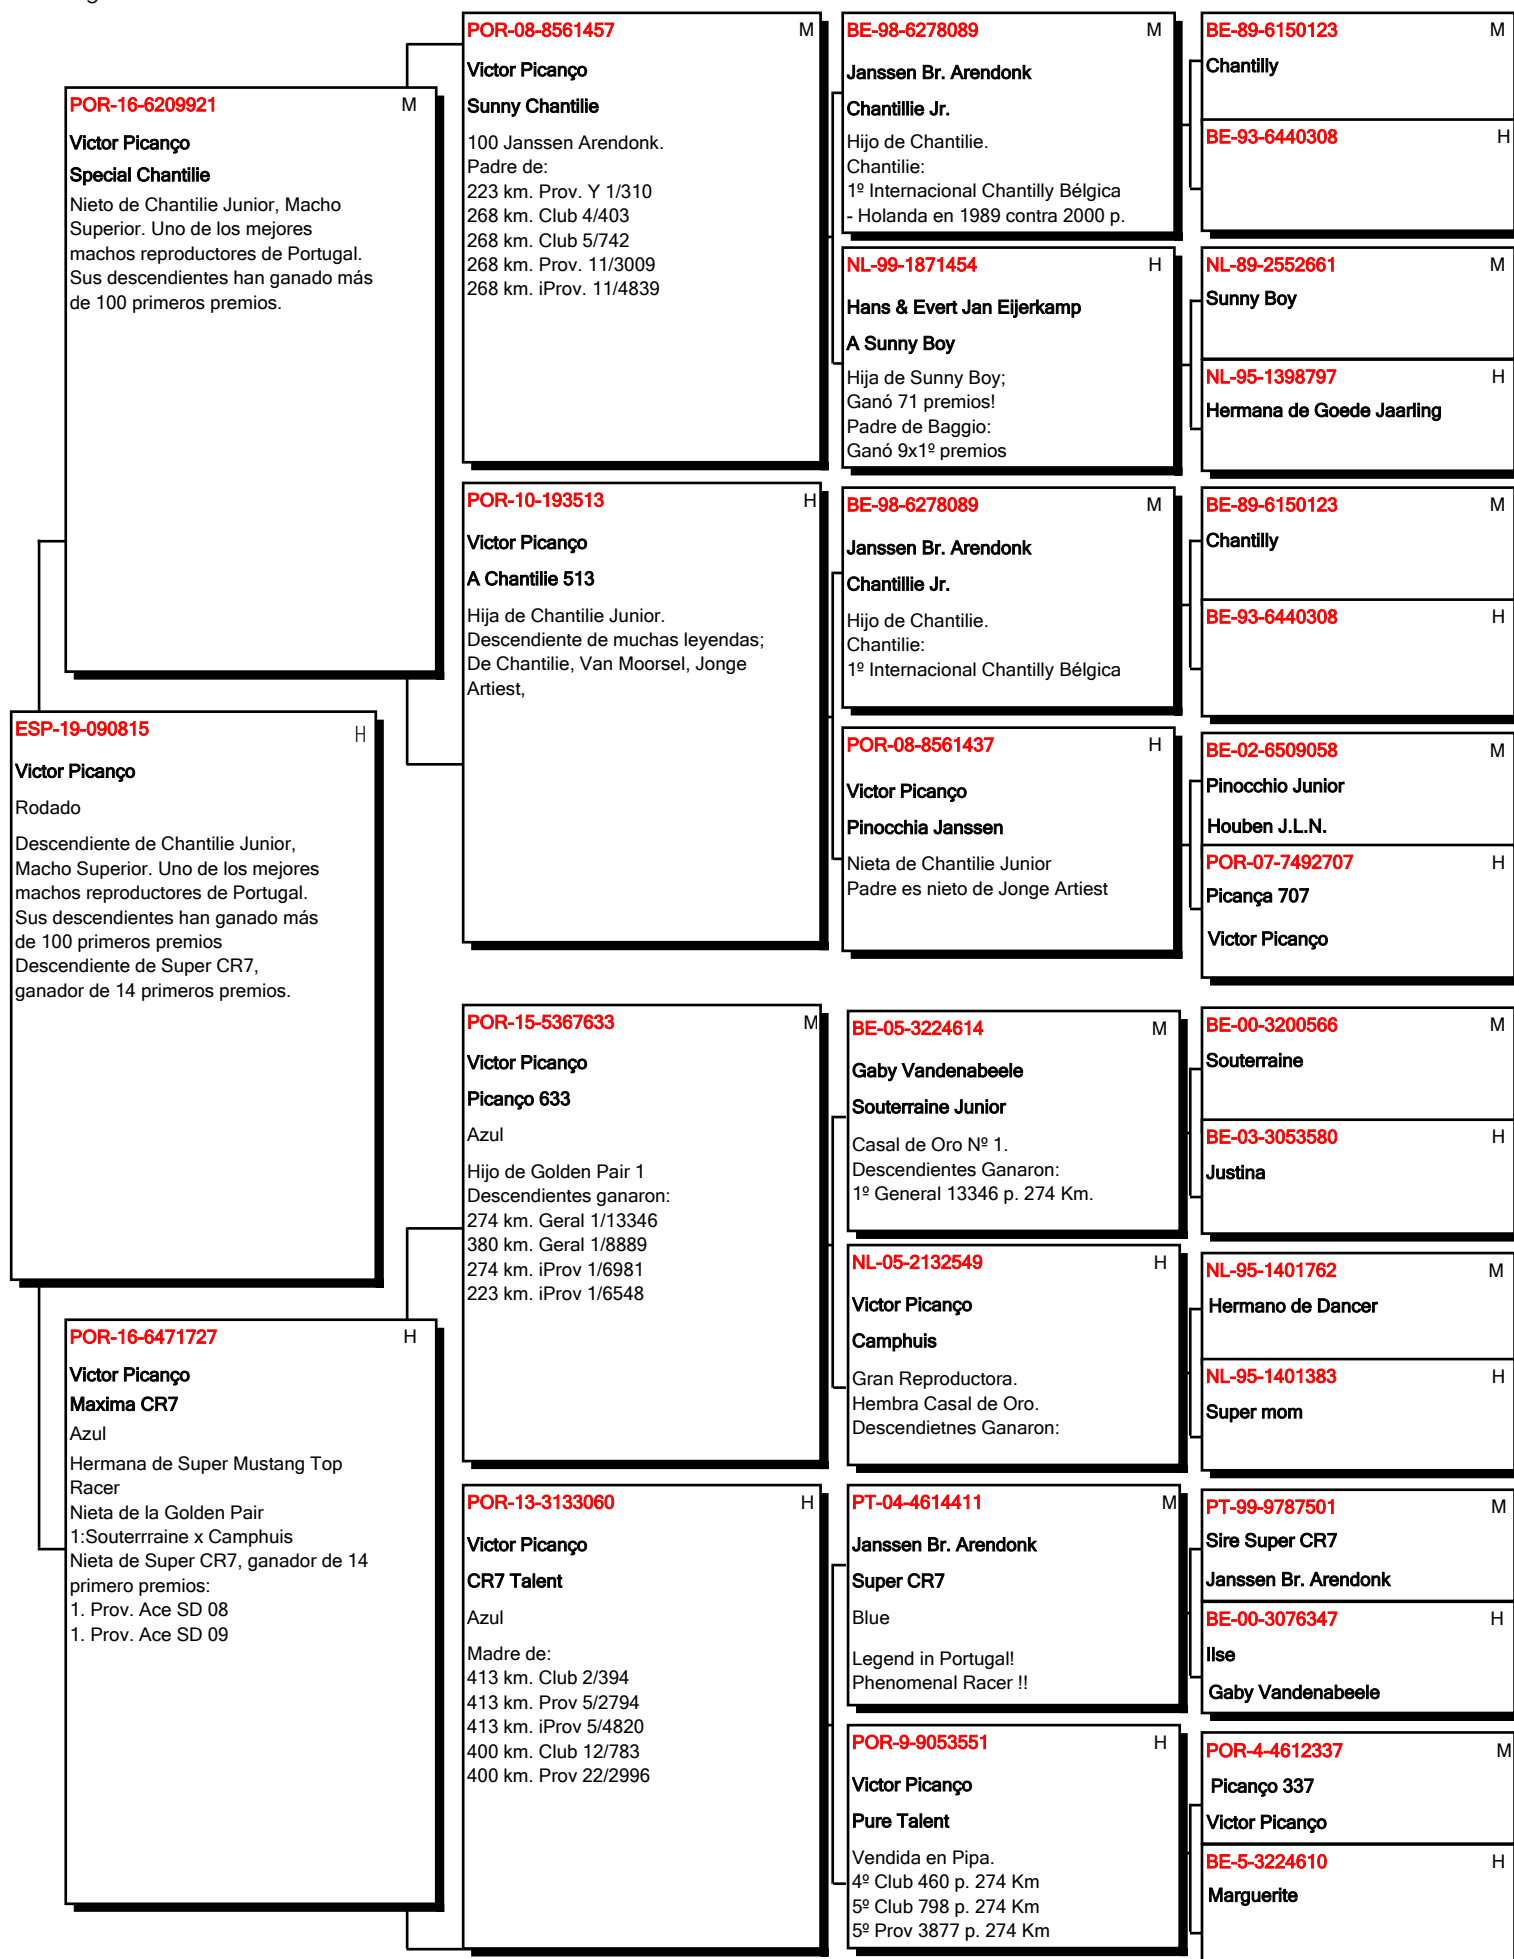 ESP-19-090815 H
Victor Picanço
Rodado
Descendiente de Chantilie Junior,
Macho Superior. Uno de los mejores
machos reproductores de Portugal.
Sus descendientes han ganado más
de 100 primeros premios
Descendiente de Super CR7,
ganador de 14 primeros premios.
POR-16-6209921 M
Victor Picanço
Special Chantilie
Nieto de Chantilie Junior, Macho
Superior. Uno de los mejores
machos reproductores de Portugal.
Sus descendientes han ganado más
de 100 primeros premios.
POR-16-6471727 H
Victor Picanço
Maxima CR7
Azul
Hermana de Super Mustang Top
Racer
Nieta de la Golden Pair
1:Souterrraine x Camphuis
Nieta de Super CR7, ganador de 14
primero premios:
1. Prov. Ace SD 08
1. Prov. Ace SD 09
POR-08-8561457 M
Victor Picanço
Sunny Chantilie
100 Janssen Arendonk.
Padre de:
223 km. Prov. Y 1/310
268 km. Club 4/403
268 km. Club 5/742
268 km. Prov. 11/3009
268 km. iProv. 11/4839
POR-10-193513 H
Victor Picanço
A Chantilie 513
Hija de Chantilie Junior.
Descendiente de muchas leyendas;
De Chantilie, Van Moorsel, Jonge
Artiest,
POR-15-5367633 M
Victor Picanço
Picanço 633
Azul
Hijo de Golden Pair 1
Descendientes ganaron:
274 km. Geral 1/13346
380 km. Geral 1/8889
274 km. iProv 1/6981
223 km. iProv 1/6548
POR-13-3133060 H
Victor Picanço
CR7 Talent
Azul
Madre de:
413 km. Club 2/394
413 km. Prov 5/2794
413 km. iProv 5/4820
400 km. Club 12/783
400 km. Prov 22/2996
BE-98-6278089 M
Janssen Br. Arendonk
Chantillie Jr.
Hijo de Chantilie.
Chantilie:
1º Internacional Chantilly Bélgica
- Holanda en 1989 contra 2000 p.
NL-99-1871454 H
Hans & Evert Jan Eijerkamp
A Sunny Boy
Hija de Sunny Boy;
Ganó 71 premios!
Padre de Baggio:
Ganó 9x1º premios
BE-98-6278089 M
Janssen Br. Arendonk
Chantillie Jr.
Hijo de Chantilie.
Chantilie:
1º Internacional Chantilly Bélgica
POR-08-8561437 H
Victor Picanço
Pinocchia Janssen
Nieta de Chantilie Junior
Padre es nieto de Jonge Artiest
BE-05-3224614 M
Gaby Vandenabeele
Souterraine Junior
Casal de Oro Nº 1.
Descendientes Ganaron:
1º General 13346 p. 274 Km.
NL-05-2132549 H
Victor Picanço
Camphuis
Gran Reproductora.
Hembra Casal de Oro.
Descendietnes Ganaron:
PT-04-4614411 M
Janssen Br. Arendonk
Super CR7
Blue
Legend in Portugal!
Phenomenal Racer !!
POR-9-9053551 H
Victor Picanço
Pure Talent
Vendida en Pipa.
4º Club 460 p. 274 Km
5º Club 798 p. 274 Km
5º Prov 3877 p. 274 Km
BE-89-6150123 M
Chantilly
BE-93-6440308 H
NL-89-2552661 M
Sunny Boy
NL-95-1398797 H
Hermana de Goede Jaarling
BE-89-6150123 M
Chantilly
BE-93-6440308 H
BE-02-6509058 M
Pinocchio Junior
Houben J.L.N.
POR-07-7492707 H
Picança 707
Victor Picanço
BE-00-3200566 M
Souterraine
BE-03-3053580 H
Justina
NL-95-1401762 M
Hermano de Dancer
NL-95-1401383 H
Super mom
PT-99-9787501 M
Sire Super CR7
Janssen Br. Arendonk
BE-00-3076347 H
Ilse
Gaby Vandenabeele
POR-4-4612337 M
Picanço 337
Victor Picanço
BE-5-3224610 H
Marguerite